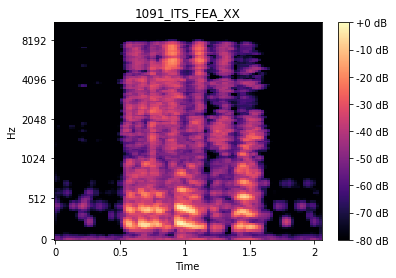 1091_ITS_FEA_XX
8192
4096
2048
1024
512
0
Hz
0
0.5
1
1.5
2
Time
+0 dB
-10 dB
-20 dB
-30 dB
-40 dB
-50 dB
-60 dB
-70 dB
-80 dB